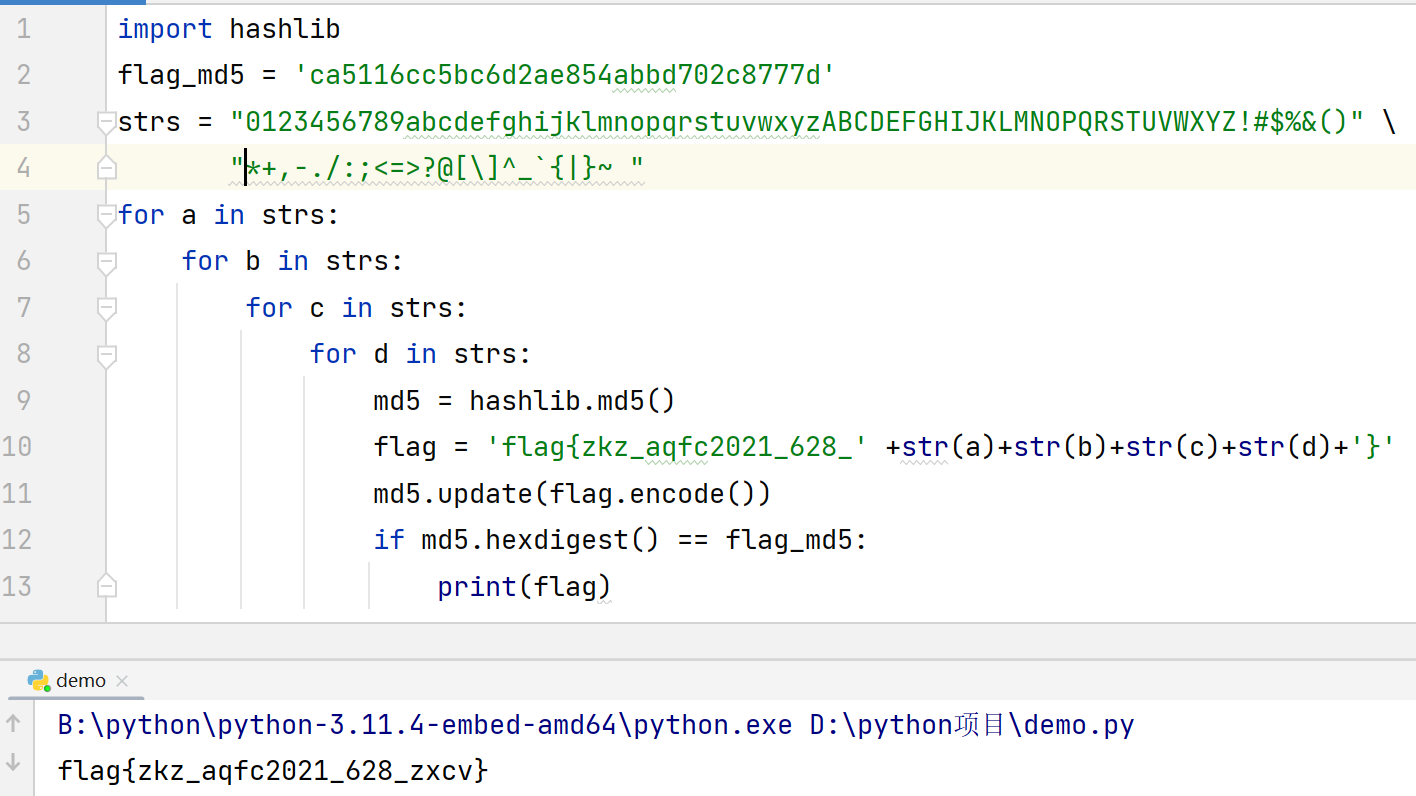 1 import hashlib
2 flag_md5 = 'ca5116cc5bc6d2ae854abbd702c8777d'
3 strs = "0123456789abcdefghijklmnopqrstuvwxyzABCDEFGHIJKLMNOPQRSTUVWXYZ!#$%&()" \
4 "*+,-./:;<=>?@[\]^_`{|}~ "
5 for a in strs:
6 for b in strs:
7 for c in strs:
8 for d in strs:
9 md5 = hashlib.md5()
10 flag = 'flag{zkz_aqfc2021_628_' +str(a)+str(b)+str(c)+str(d)+'}'
11 md5.update(flag.encode())
12 if md5.hexdigest() == flag_md5:
13 print(flag)
demo
B:\python\python-3.11.4-embed-amd64\python.exe D:\python项目\demo.py
flag{zkz_aqfc2021_628_zxcv}